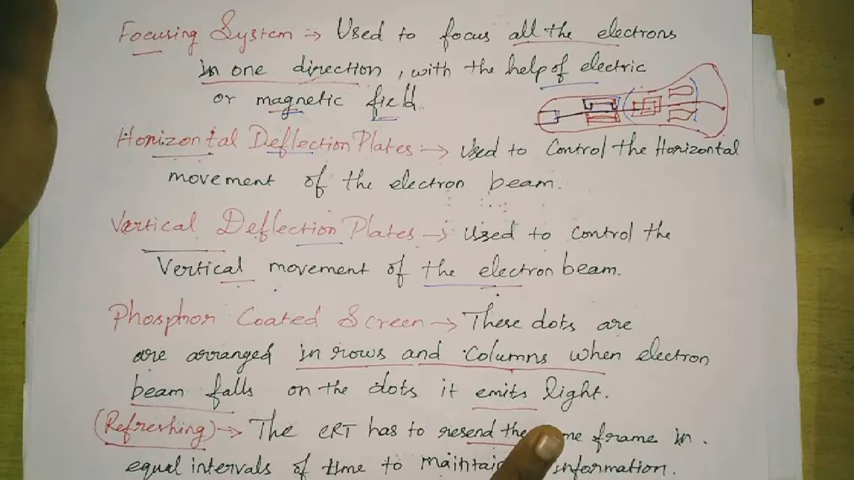 Focusing System → Used to focus all the electrons
in one direction, with the help of electric
or magnetic field.
Horizontal Deflection Plates → Used to Control the Horizontal
movement of the electron beam.
Vertical Deflection Plates → Used to control the
Vertical movement of the electron beam.
Phosphor Coated Screen → These dots are
are arranged in rows and columns when electron
beam falls on the dots it emits light.
(Refreshing) → The CRT has to resend the frame in
equal intervals of time to information.